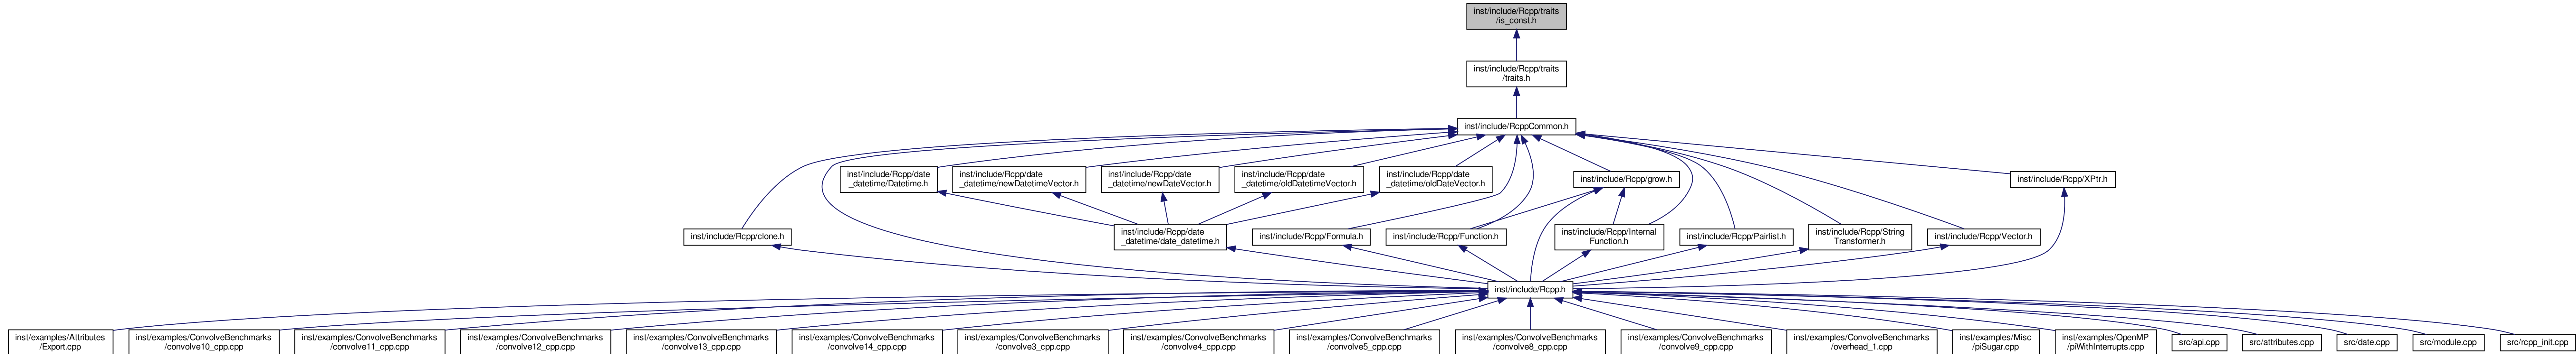 inst/include/Rcpp/traits
/is_const.h
inst/include/Rcpp/traits
/traits.h
inst/include/RcppCommon.h
inst/include/Rcpp/date
_datetime/Datetime.h
inst/include/Rcpp/date
_datetime/newDatetimeVector.h
inst/include/Rcpp/date
_datetime/newDateVector.h
inst/include/Rcpp/date
_datetime/oldDatetimeVector.h
inst/include/Rcpp/date
_datetime/oldDateVector.h
inst/include/Rcpp/grow.h
inst/include/Rcpp/XPtr.h
inst/include/Rcpp/clone.h
inst/include/Rcpp/date
_datetime/date_datetime.h
inst/include/Rcpp/Formula.h
inst/include/Rcpp/Function.h
inst/include/Rcpp/Internal
Function.h
inst/include/Rcpp/Pairlist.h
inst/include/Rcpp/String
Transformer.h
inst/include/Rcpp/Vector.h
inst/include/Rcpp.h
inst/examples/Attributes
/Export.cpp
inst/examples/ConvolveBenchmarks
/convolve10_cpp.cpp
inst/examples/ConvolveBenchmarks
/convolve11_cpp.cpp
inst/examples/ConvolveBenchmarks
/convolve12_cpp.cpp
inst/examples/ConvolveBenchmarks
/convolve13_cpp.cpp
inst/examples/ConvolveBenchmarks
/convolve14_cpp.cpp
inst/examples/ConvolveBenchmarks
/convolve3_cpp.cpp
inst/examples/ConvolveBenchmarks
/convolve4_cpp.cpp
inst/examples/ConvolveBenchmarks
/convolve5_cpp.cpp
inst/examples/ConvolveBenchmarks
/convolve8_cpp.cpp
inst/examples/ConvolveBenchmarks
/convolve9_cpp.cpp
inst/examples/ConvolveBenchmarks
/overhead_1.cpp
inst/examples/Misc
/piSugar.cpp
inst/examples/OpenMP
/piWithInterrupts.cpp
src/api.cpp
src/attributes.cpp
src/date.cpp
src/module.cpp
src/rcpp_init.cpp